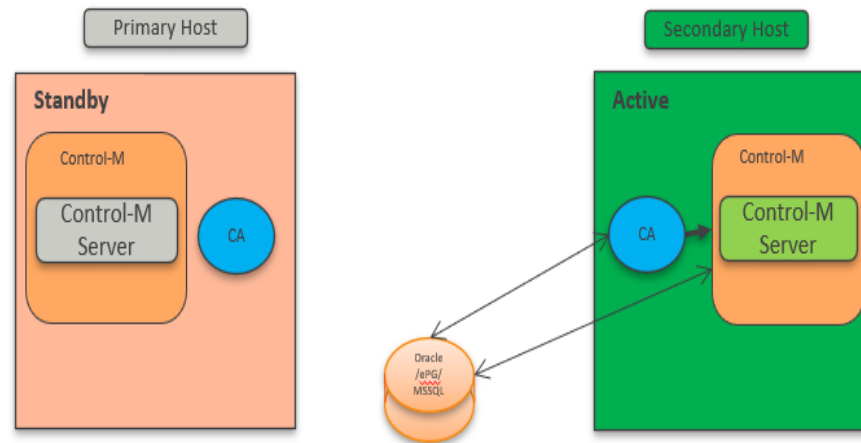 Primary Host
Secondary Host
Standby
Control-M
Control-M
Server
CA
Active
Control-M
CA
Control-M
Server
Oracle
/ePG/
MSSQL